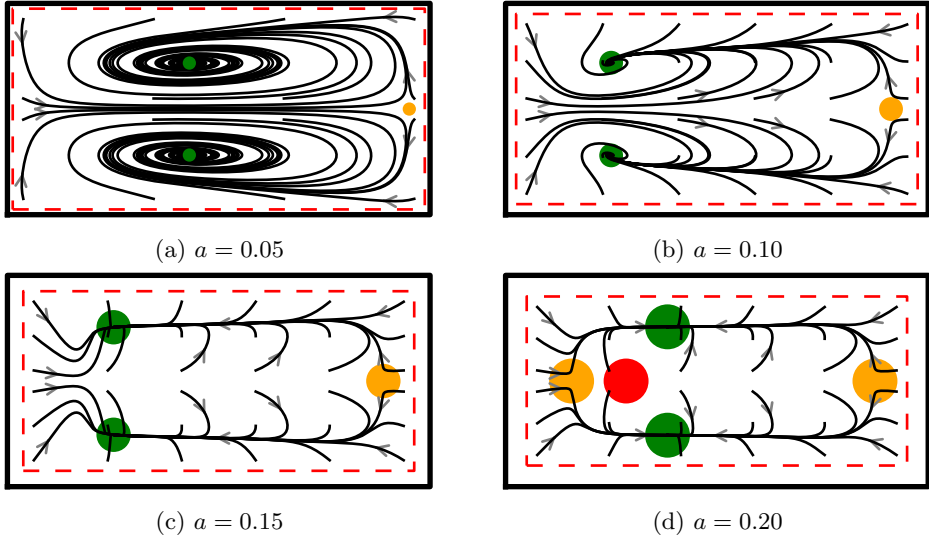 (a) a = 0.05
(b) a = 0.10
(c) a = 0.15
(d) a = 0.20